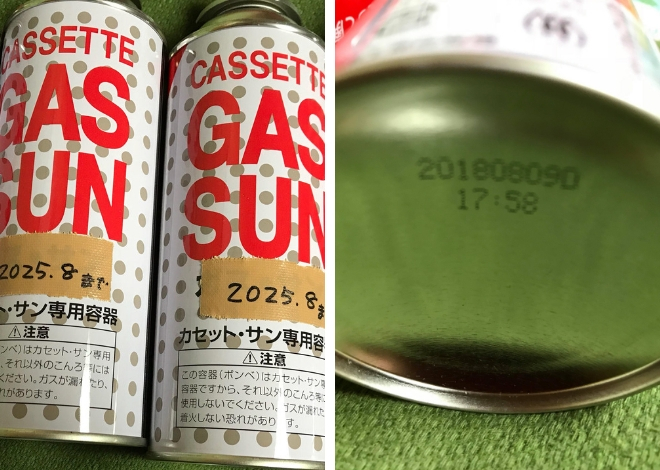 CASSETTE
GAS
SUN
2025.8まで
ト・サン専用容器
⚠注意
ンベ)はカセット・サン専用
、それ以外のこんろ等には
ください。ガスが漏れたり、
れがあります。
CASSETTE
GAS
SUN
2025.8ま
カセット・サン専用容
⚠注意
この容器(ボンベ)はカセット・サン専
容器ですから、それ以外のこんろ等に
使用しないでください。ガスが漏れた
着火しない恐れがあります。
20180809D
17:58